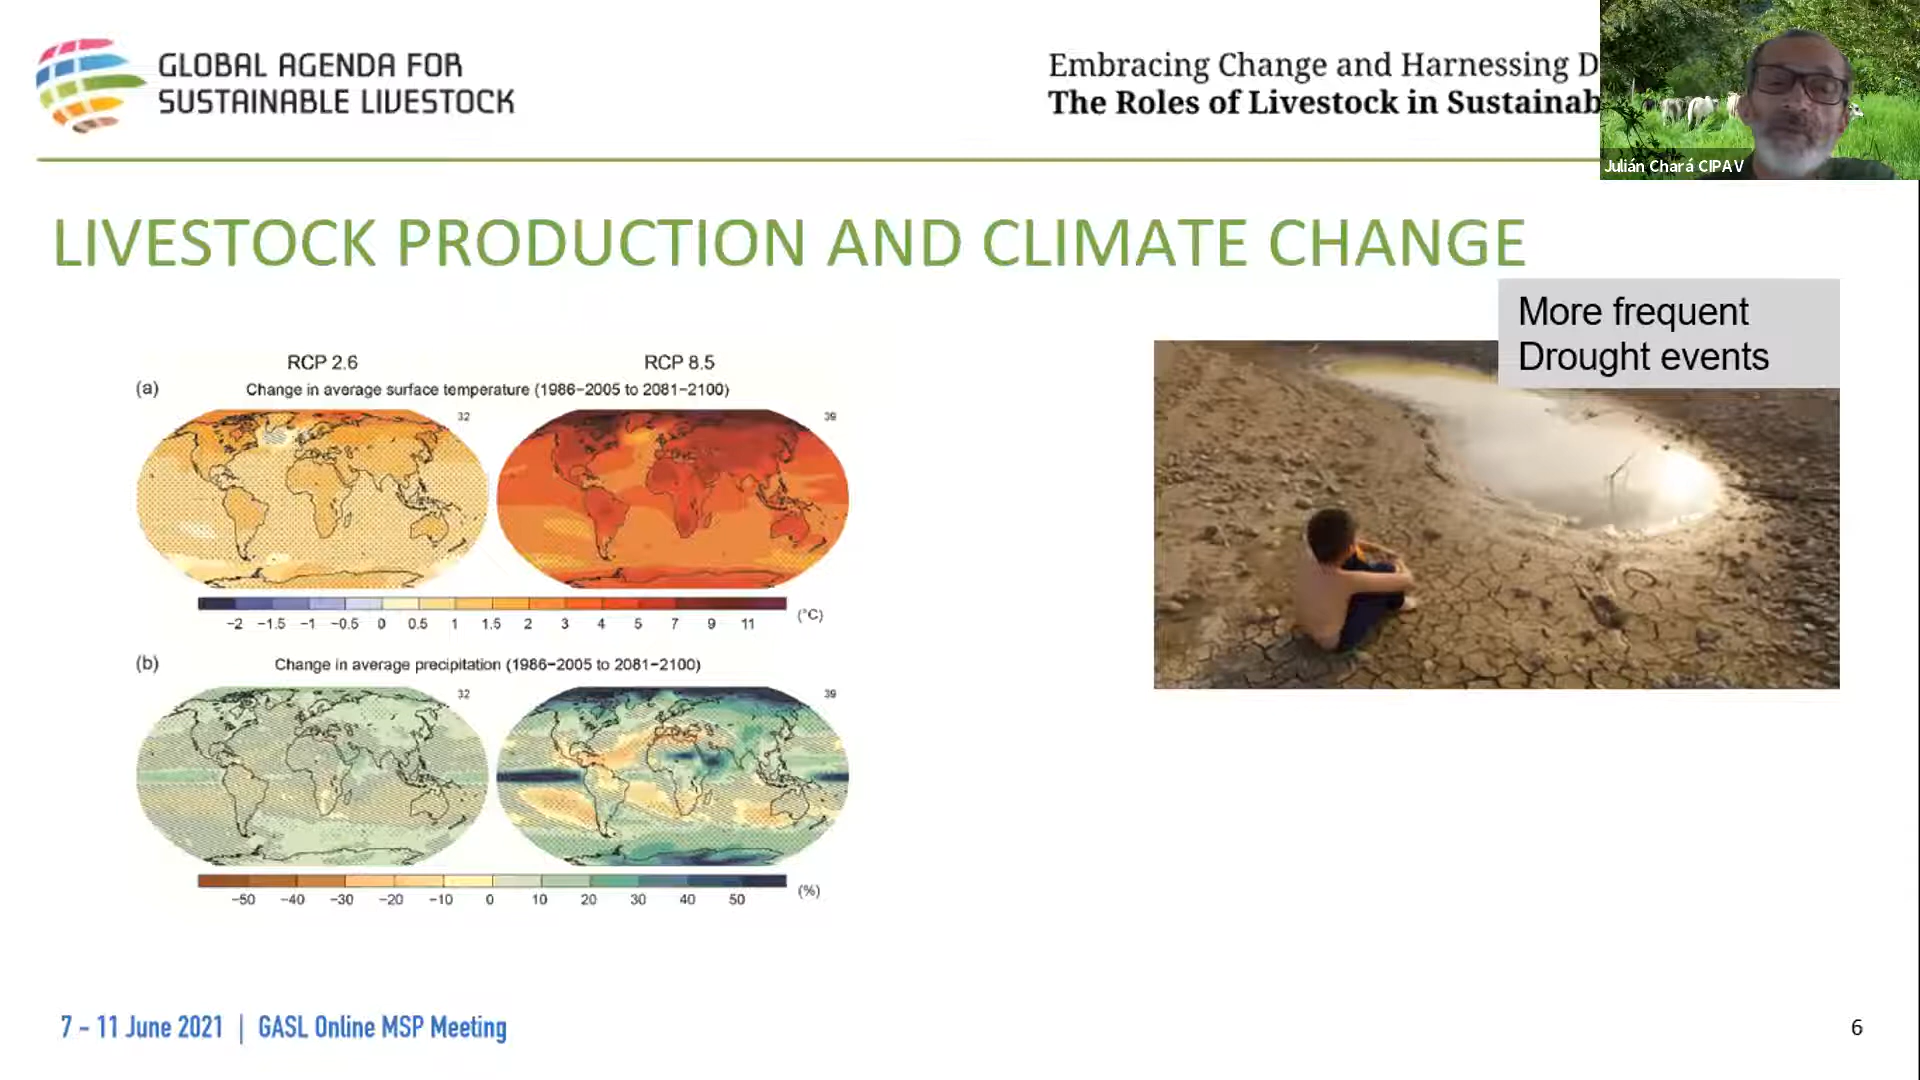 GLOBAL AGENDA FOR
SUSTAINABLE LIVESTOCK
Embracing Change and Harnessing D
The Roles of Livestock in Sustainab
Julián Chará CIPAV
LIVESTOCK PRODUCTION AND CLIMATE CHANGE
More frequent
Drought events
RCP 2.6 RCP 8.5
(a) Change in average surface temperature (1986−2005 to 2081−2100)
32 39
−2 −1.5 −1 −0.5 0 0.5 1 1.5 2 3 4 5 7 9 11 (°C)
(b) Change in average precipitation (1986−2005 to 2081−2100)
32 39
−50 −40 −30 −20 −10 0 10 20 30 40 50 (%)
7 – 11 June 2021 | GASL Online MSP Meeting
6